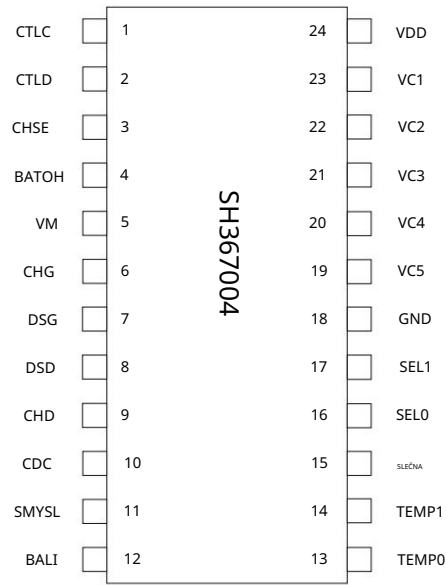 CTLC 1 24 VDD
CTLD 2 23 VC1
CHSE 3 22 VC2
BATOH 4 21 VC3
VM 5 20 VC4
CHG 6 19 VC5
DSG 7 18 GND
DSD 8 17 SEL1
CHD 9 16 SEL0
CDC 10 15 SLEČNA
SMYSL 11 14 TEMP1
BALI 12 13 TEMP0
SH367004